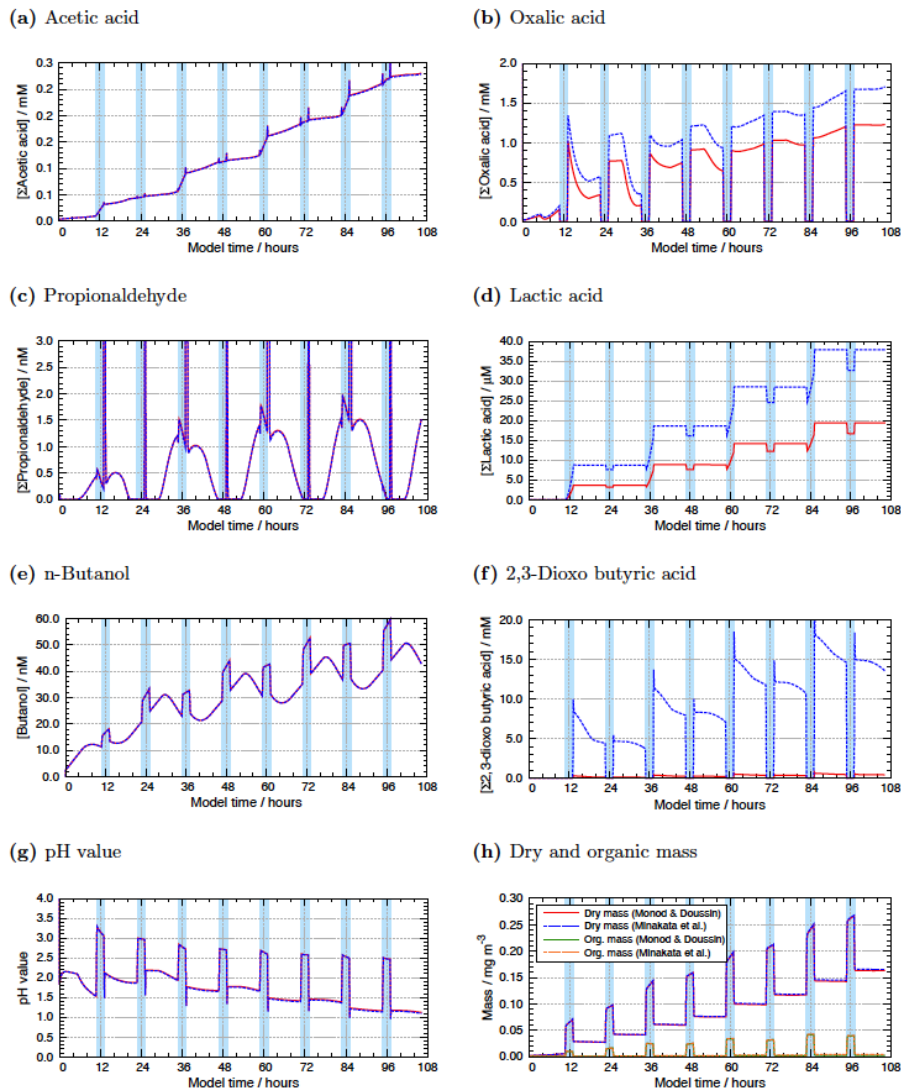 (a) Acetic acid
[ΣAcetic acid] / mM
0.3
0.2
0.2
0.1
0.1
0.1
0.0
0 12 24 36 48 60 72 84 96 108
Model time / hours
(b) Oxalic acid
[ΣOxalic acid] / mM
2.0
1.5
1.0
0.5
0.0
0 12 24 36 48 60 72 84 96 108
Model time / hours
(c) Propionaldehyde
[ΣPropionaldehyde] / nM
3.0
2.5
2.0
1.5
1.0
0.5
0.0
0 12 24 36 48 60 72 84 96 108
Model time / hours
(d) Lactic acid
[ΣLactic acid] / μM
40.0
35.0
30.0
25.0
20.0
15.0
10.0
5.0
0.0
0 12 24 36 48 60 72 84 96 108
Model time / hours
(e) n-Butanol
[Butanol] / nM
60.0
50.0
40.0
30.0
20.0
10.0
0.0
0 12 24 36 48 60 72 84 96 108
Model time / hours
(f) 2,3-Dioxo butyric acid
[Σ2,3-dioxo butyric acid] / μM
20.0
15.0
10.0
5.0
0.0
0 12 24 36 48 60 72 84 96 108
Model time / hours
(g) pH value
pH value
4.0
3.5
3.0
2.5
2.0
1.5
1.0
0.5
0.0
0 12 24 36 48 60 72 84 96 108
Model time / hours
(h) Dry and organic mass
Mass / mg m⁻³
0.30
0.25
0.20
0.15
0.10
0.05
0.00
Dry mass (Monod & Doussin)
Dry mass (Minakata et al.)
Org. mass (Monod & Doussin)
Org. mass (Minakata et al.)
0 12 24 36 48 60 72 84 96 108
Model time / hours